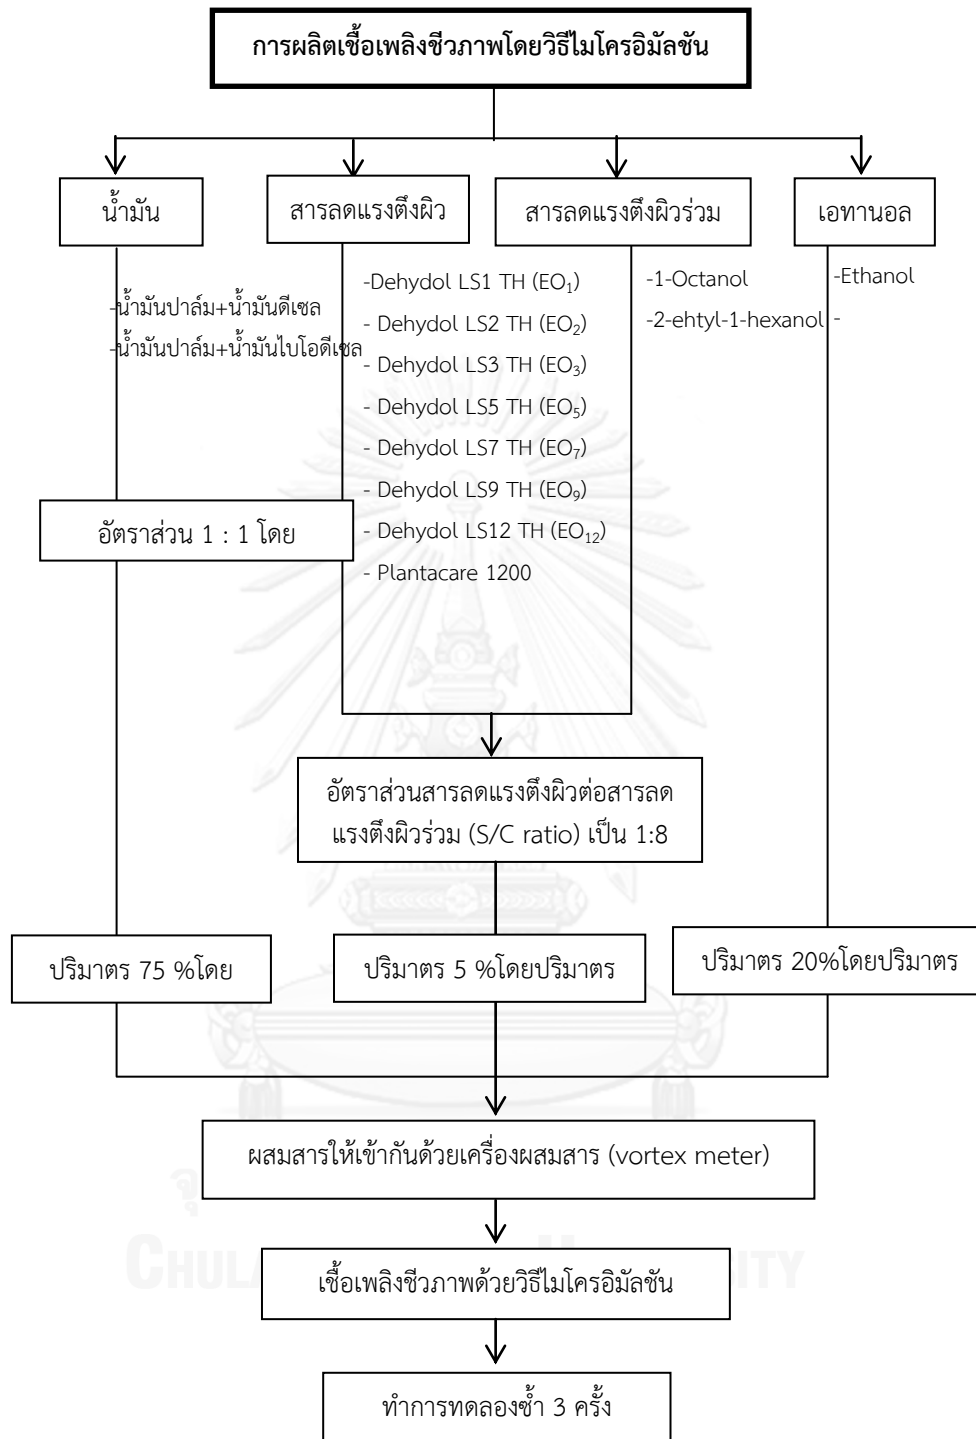 การผลิตเชื้อเพลิงชีวภาพโดยวิธีไมโครอิมัลชัน
น้ำมัน
สารลดแรงตึงผิว
สารลดแรงตึงผิวร่วม
เอทานอล
-น้ำมันปาล์ม+น้ำมันดีเซล
-น้ำมันปาล์ม+น้ำมันไบโอดีเซล
-Dehydol LS1 TH (EO₁)
- Dehydol LS2 TH (EO₂)
- Dehydol LS3 TH (EO₃)
- Dehydol LS5 TH (EO₅)
- Dehydol LS7 TH (EO₇)
- Dehydol LS9 TH (EO₉)
- Dehydol LS12 TH (EO₁₂)
- Plantacare 1200
-1-Octanol
-2-ehtyl-1-hexanol
-Ethanol
-
อัตราส่วน 1 : 1 โดย
อัตราส่วนสารลดแรงตึงผิวต่อสารลด
แรงตึงผิวร่วม (S/C ratio) เป็น 1:8
ปริมาตร 75 %โดย
ปริมาตร 5 %โดยปริมาตร
ปริมาตร 20%โดยปริมาตร
ผสมสารให้เข้ากันด้วยเครื่องผสมสาร (vortex meter)
เชื้อเพลิงชีวภาพด้วยวิธีไมโครอิมัลชัน
ทำการทดลองซ้ำ 3 ครั้ง